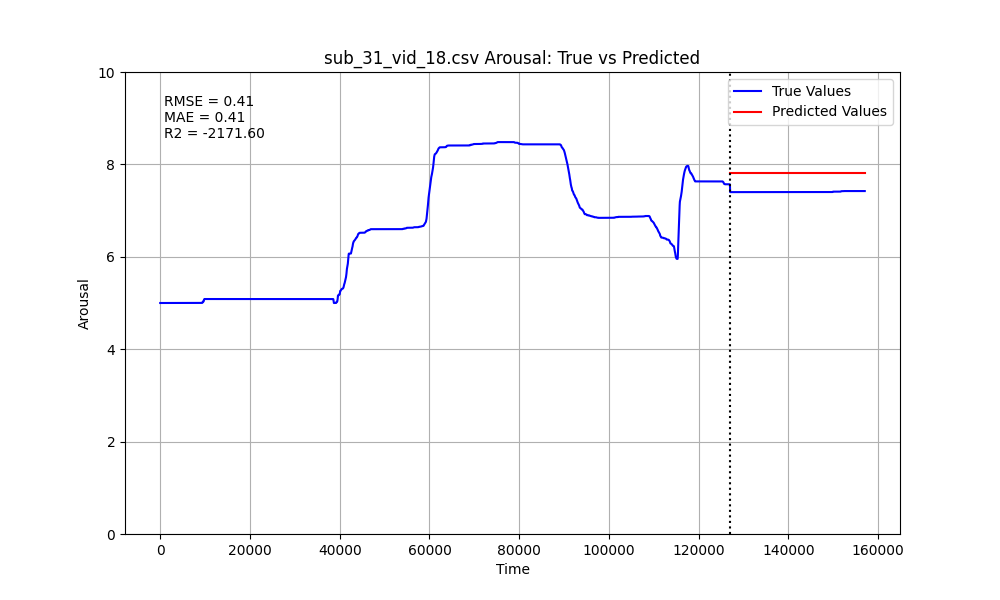 sub_31_vid_18.csv Arousal: True vs Predicted
RMSE = 0.41
MAE = 0.41
R2 = -2171.60
True Values
Predicted Values
Arousal
10
8
6
4
2
0
0 20000 40000 60000 80000 100000 120000 140000 160000
Time